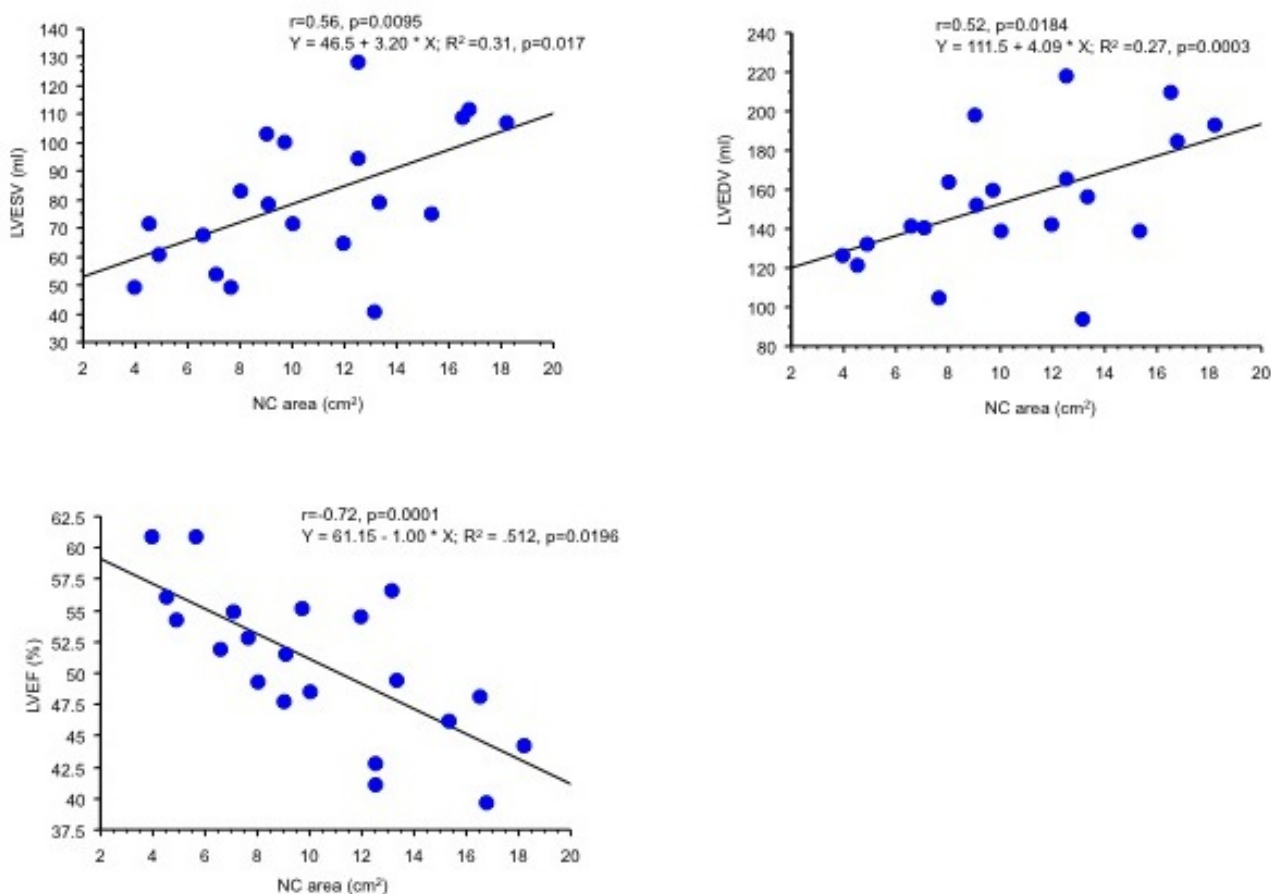 r=0.56, p=0.0095
Y = 46.5 + 3.20 * X; R² =0.31, p=0.017
140
130
120
110
100
90
80
70
60
50
40
30
LVESV (ml)
2 4 6 8 10 12 14 16 18 20
NC area (cm²)
r=0.52, p=0.0184
Y = 111.5 + 4.09 * X; R² =0.27, p=0.0003
240
220
200
180
160
140
120
100
80
LVEDV (ml)
2 4 6 8 10 12 14 16 18 20
NC area (cm²)
r=-0.72, p=0.0001
Y = 61.15 - 1.00 * X; R² = .512, p=0.0196
62.5
60
57.5
55
52.5
50
47.5
45
42.5
40
37.5
LVEF (%)
2 4 6 8 10 12 14 16 18 20
NC area (cm²)